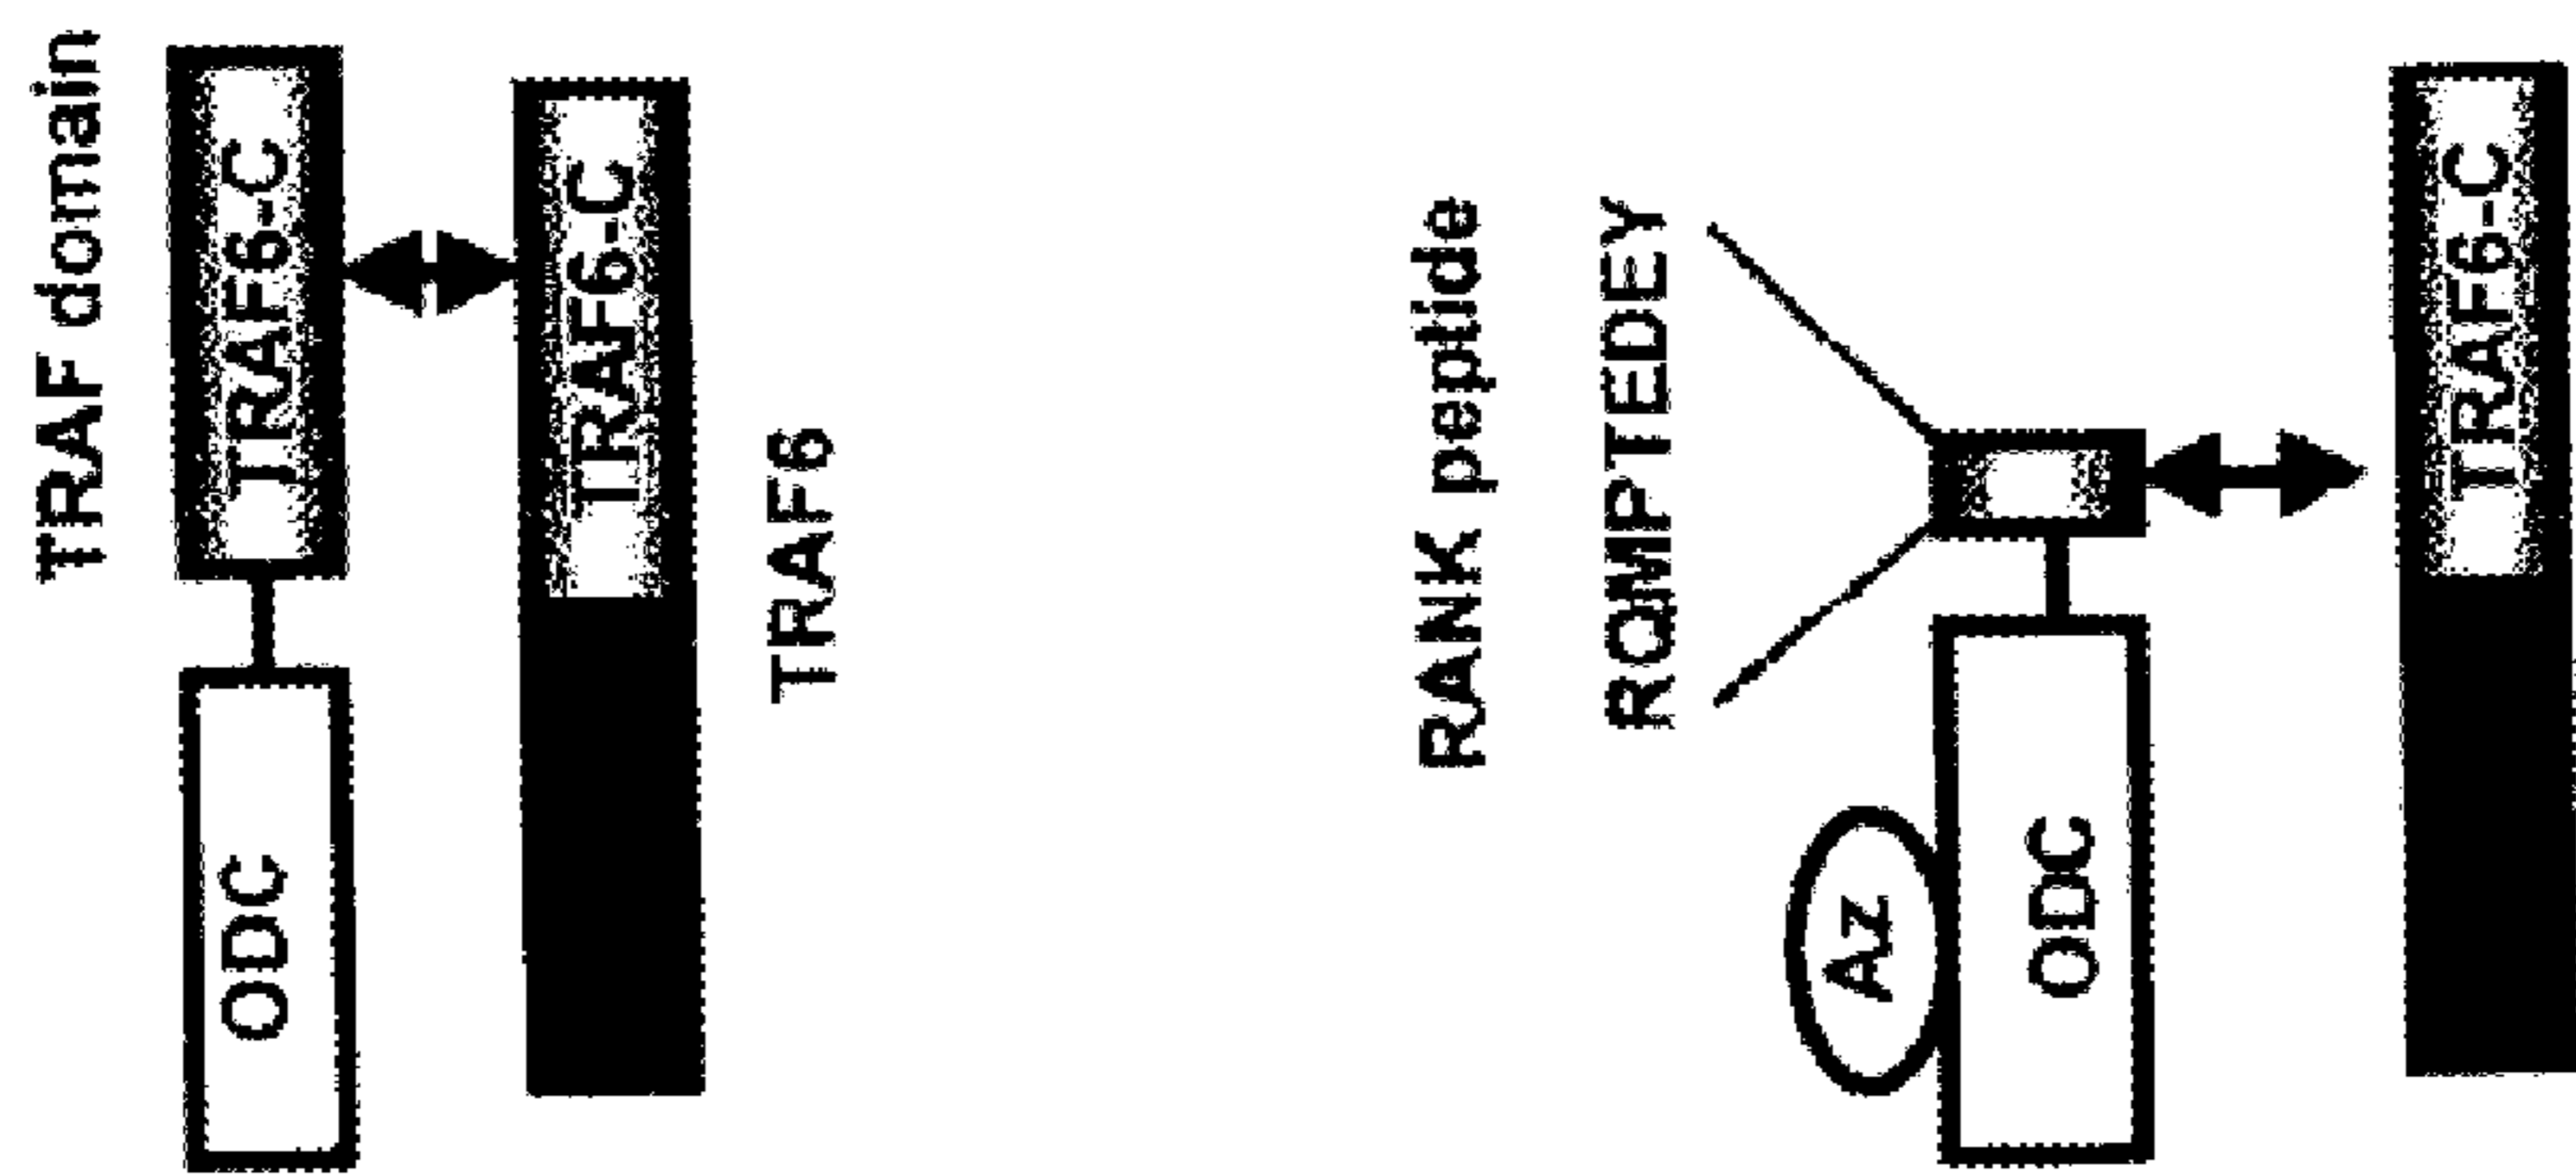 TRAF domain
ODC
TRAF6-C
TRAF6-C
TRAF6
RANK peptide
RQMPTEDEY
Az
ODC
TRAF6-C